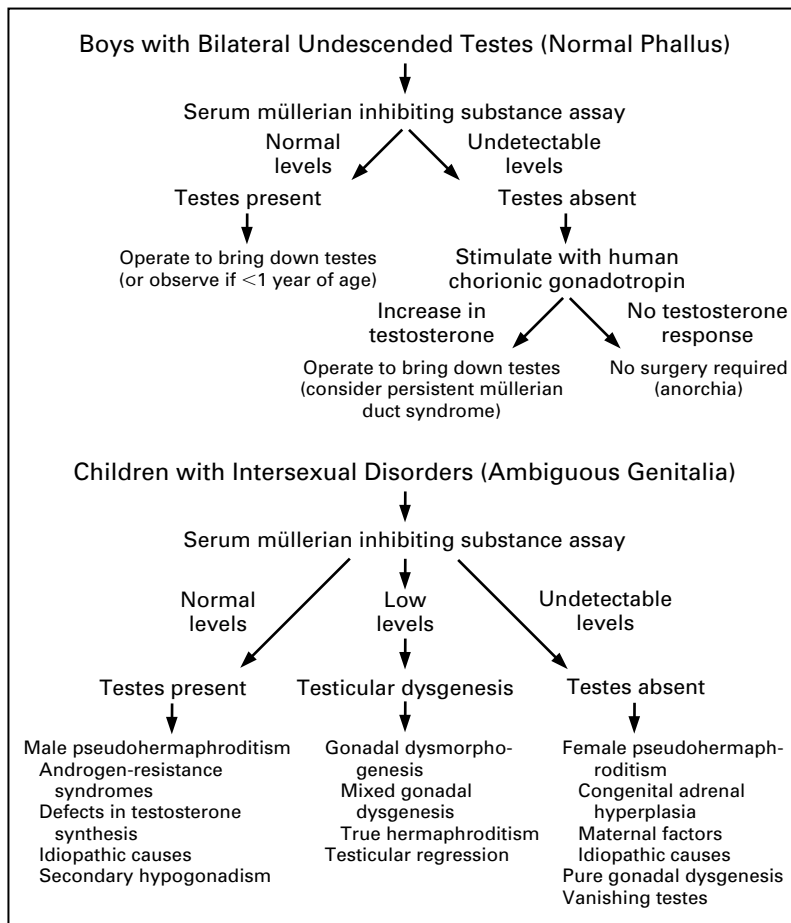 Boys with Bilateral Undescended Testes (Normal Phallus)
Serum müllerian inhibiting substance assay
Normal
levels
Undetectable
levels
Testes present
Testes absent
Operate to bring down testes
(or observe if <1 year of age)
Stimulate with human
chorionic gonadotropin
Increase in
testosterone
No testosterone
response
Operate to bring down testes
(consider persistent müllerian
duct syndrome)
No surgery required
(anorchia)
Children with Intersexual Disorders (Ambiguous Genitalia)
Serum müllerian inhibiting substance assay
Normal
levels
Low
levels
Undetectable
levels
Testes present
Testicular dysgenesis
Testes absent
Male pseudohermaphroditism
Androgen-resistance
syndromes
Defects in testosterone
synthesis
Idiopathic causes
Secondary hypogonadism
Gonadal dysmorpho-
genesis
Mixed gonadal
dysgenesis
True hermaphroditism
Testicular regression
Female pseudohermaph-
roditism
Congenital adrenal
hyperplasia
Maternal factors
Idiopathic causes
Pure gonadal dysgenesis
Vanishing testes